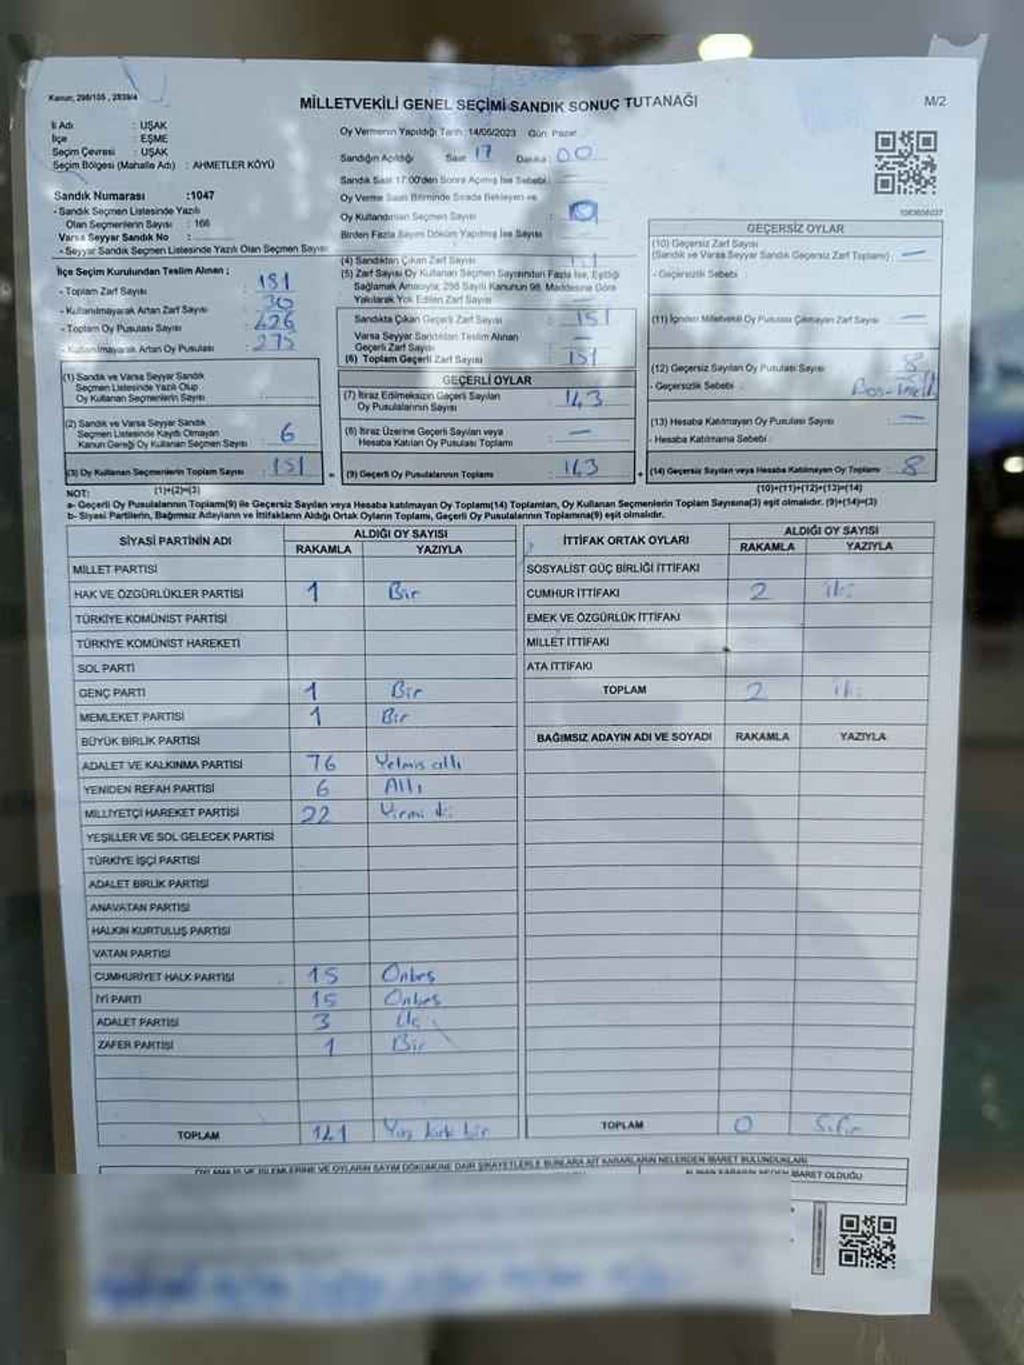 Kanun: 298/105 , 2839/4
MİLLETVEKİLİ GENEL SEÇİMİ SANDIK SONUÇ TUTANAĞI
M/2
İl Adı : UŞAK
İlçe : EŞME
Seçim Çevresi : UŞAK
Seçim Bölgesi (Mahalle Adı) : AHMETLER KÖYÜ
Sandık Numarası :1047
- Sandık Seçmen Listesinde Yazılı
Olan Seçmenlerin Sayısı : 166
Varsa Seyyar Sandık No :
- Seyyar Sandık Seçmen Listesinde Yazılı Olan Seçmen Sayısı
Oy Vermenin Yapıldığı Tarih : 14/05/2023 Gün: Pazar
Sandığın Açıldığı Saat 17 Dakika : 00
Sandık Saat 17:00'den Sonra Açılmış İse Sebebi :
Oy Verme Saati Bitiminde Sırada Bekleyen ve
Oy Kullandırılan Seçmen Sayısı
Birden Fazla Sayım Döküm Yapılmış İse Sayısı
İlçe Seçim Kurulundan Teslim Alınan ;
- Toplam Zarf Sayısı 181
- Kullanılmayarak Artan Zarf Sayısı 30
- Toplam Oy Pusulası Sayısı 426
- Kullanılmayarak Artan Oy Pusulası 275
(4) Sandıktan Çıkan Zarf Sayısı
(5) Zarf Sayısı Oy Kullanan Seçmen Sayısından Fazla İse, Eşitliği
Sağlamak Amacıyla, 298 Sayılı Kanunun 98. Maddesine Göre
Yakılarak Yok Edilen Zarf Sayısı
Sandıkta Çıkan Geçerli Zarf Sayısı 151
Varsa Seyyar Sandıktan Teslim Alınan
Geçerli Zarf Sayısı —
(6) Toplam Geçerli Zarf Sayısı 151
GEÇERSİZ OYLAR
(10) Geçersiz Zarf Sayısı
(Sandık ve Varsa Seyyar Sandık Geçersiz Zarf Toplamı) : —
- Geçersizlik Sebebi :
(11) İçinden Milletvekili Oy Pusulası Çıkmayan Zarf Sayısı : —
(12) Geçersiz Sayılan Oy Pusulası Sayısı : 8
- Geçersizlik Sebebi :
(13) Hesaba Katılmayan Oy Pusulası Sayısı : —
- Hesaba Katılmama Sebebi :
(14) Geçersiz Sayılan veya Hesaba Katılmayan Oy Toplamı : 8
(10)+(11)+(12)+(13)=(14)
(1) Sandık ve Varsa Seyyar Sandık
Seçmen Listesinde Yazılı Olup
Oy Kullanan Seçmenlerin Sayısı :
(2) Sandık ve Varsa Seyyar Sandık
Seçmen Listesinde Kayıtlı Olmayan
Kanun Gereği Oy Kullanan Seçmen Sayısı : 6
(3) Oy Kullanan Seçmenlerin Toplam Sayısı : 151
(1)+(2)=(3)
GEÇERLİ OYLAR
(7) İtiraz Edilmeksizin Geçerli Sayılan
Oy Pusulalarının Sayısı : 143
(8) İtiraz Üzerine Geçerli Sayılan veya
Hesaba Katılan Oy Pusulası Toplamı : —
(9) Geçerli Oy Pusulalarının Toplamı : 143
NOT:
a- Geçerli Oy Pusulalarının Toplamı(9) ile Geçersiz Sayılan veya Hesaba katılmayan Oy Toplamı(14) Toplamları, Oy Kullanan Seçmenlerin Toplam Sayısına(3) eşit olmalıdır. (9)+(14)=(3)
b- Siyasi Partilerin, Bağımsız Adayların ve İttifakların Aldığı Ortak Oyların Toplamı, Geçerli Oy Pusulalarının Toplamına(9) eşit olmalıdır.
SİYASİ PARTİNİN ADI ALDIĞI OY SAYISI
RAKAMLA YAZIYLA
MİLLET PARTİSİ
HAK VE ÖZGÜRLÜKLER PARTİSİ 1 Bir
TÜRKİYE KOMÜNİST PARTİSİ
TÜRKİYE KOMÜNİST HAREKETİ
SOL PARTİ
GENÇ PARTİ 1 Bir
MEMLEKET PARTİSİ 1 Bir
BÜYÜK BİRLİK PARTİSİ
ADALET VE KALKINMA PARTİSİ 76 Yetmiş altı
YENİDEN REFAH PARTİSİ 6 Altı
MİLLİYETÇİ HAREKET PARTİSİ 22 Yirmi iki
YEŞİLLER VE SOL GELECEK PARTİSİ
TÜRKİYE İŞÇİ PARTİSİ
ADALET BİRLİK PARTİSİ
ANAVATAN PARTİSİ
HALKIN KURTULUŞ PARTİSİ
VATAN PARTİSİ
CUMHURİYET HALK PARTİSİ 15 Onbeş
İYİ PARTİ 15 Onbeş
ADALET PARTİSİ 3 Üç
ZAFER PARTİSİ 1 Bir
TOPLAM 141 Yüz kırk bir
İTTİFAK ORTAK OYLARI ALDIĞI OY SAYISI
RAKAMLA YAZIYLA
SOSYALİST GÜÇ BİRLİĞİ İTTİFAKI
CUMHUR İTTİFAKI 2 iki
EMEK VE ÖZGÜRLÜK İTTİFAKI
MİLLET İTTİFAKI
ATA İTTİFAKI
TOPLAM 2 iki
BAĞIMSIZ ADAYIN ADI VE SOYADI RAKAMLA YAZIYLA
TOPLAM 0 Sıfır
OYLAMA İŞ VE İŞLEMLERİNE VE OYLARIN SAYIM DÖKÜMÜNE DAİR ŞİKAYETLERLE BUNLARA AİT KARARLARIN NELERDEN İBARET BULUNDUKLARI
ALINAN KARARIN NEDEN İBARET OLDUĞU